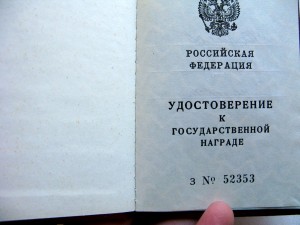 РОССИЙСКАЯ
ФЕДЕРАЦИЯ
УДОСТОВЕРЕНИЕ
К
ГОСУДАРСТВЕННОЙ
НАГРАДЕ
З № 52353